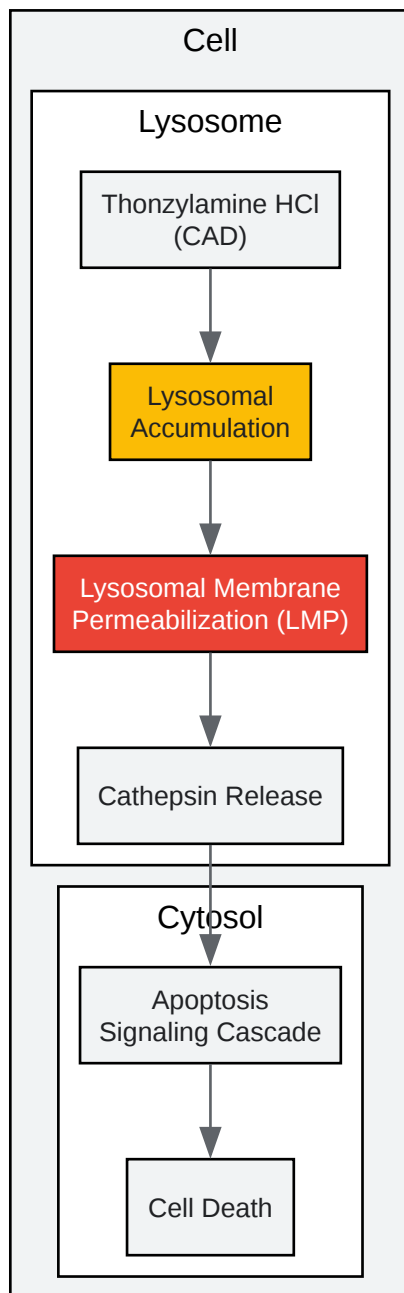 Cell
Lysosome
Thonzylamine HCl
(CAD)
Lysosomal
Accumulation
Lysosomal Membrane
Permeabilization (LMP)
Cathepsin Release
Cytosol
Apoptosis
Signaling Cascade
Cell Death